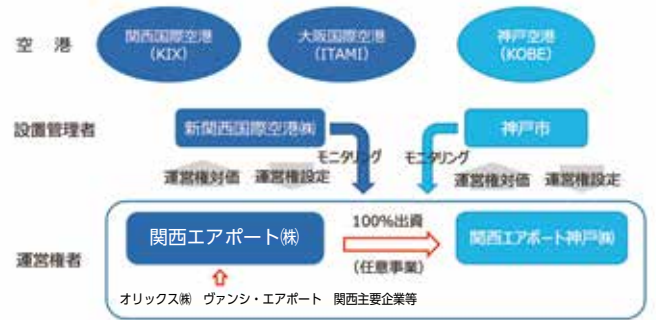 空 港
関西国際空港
(KIX)
大阪国際空港
(ITAMI)
神戸空港
(KOBE)
設置管理者
新関西国際空港㈱
神戸市
モニタリング
モニタリング
運営権対価
運営権設定
運営権対価
運営権設定
運営権者
関西エアポート㈱
100%出資
(任意事業)
関西エアポート神戸㈱
オリックス㈱ ヴァンシ・エアポート 関西主要企業等